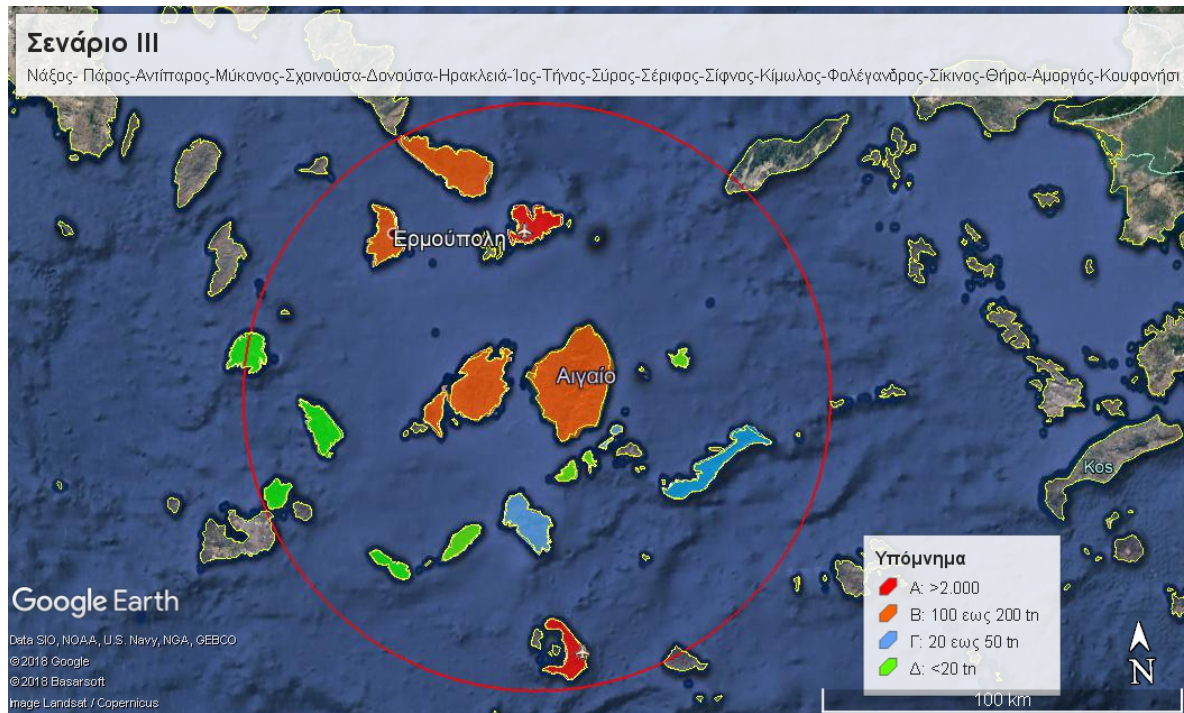 Σενάριο III
Νάξος- Πάρος-Αντίπαρος-Μύκονος-Σχοινούσα-Δονούσα-Ηρακλειά-Ίος-Τήνος-Σύρος-Σέριφος-Σίφνος-Κίμωλος-Φολέγανδρος-Σίκινος-Θήρα-Αμοργός-Κουφονήσι
Ερμούπολη
Αιγαίο
Kos
Υπόμνημα
Α: >2.000
Β: 100 εως 200 tn
Γ: 20 εως 50 tn
Δ: <20 tn
Google Earth
Data SIO, NOAA, U.S. Navy, NGA, GEBCO
©2018 Google
©2018 Basarsoft
Image Landsat / Copernicus
N
100 km